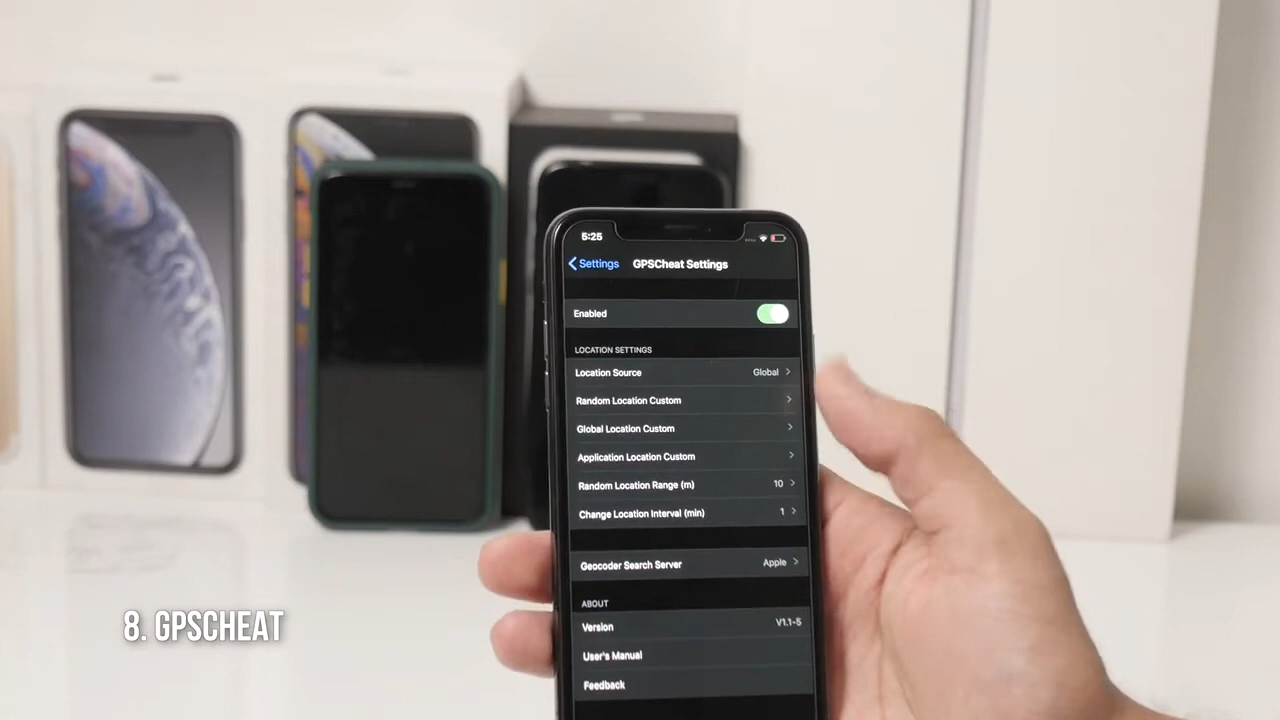 5:25
Settings
GPSCheat Settings
Enabled
LOCATION SETTINGS
Location Source Global
Random Location Custom
Global Location Custom
Application Location Custom
Random Location Range (m) 10
Change Location Interval (min) 1
Geocoder Search Server Apple
ABOUT
Version V1.1-5
User's Manual
Feedback
8. GPSCHEAT